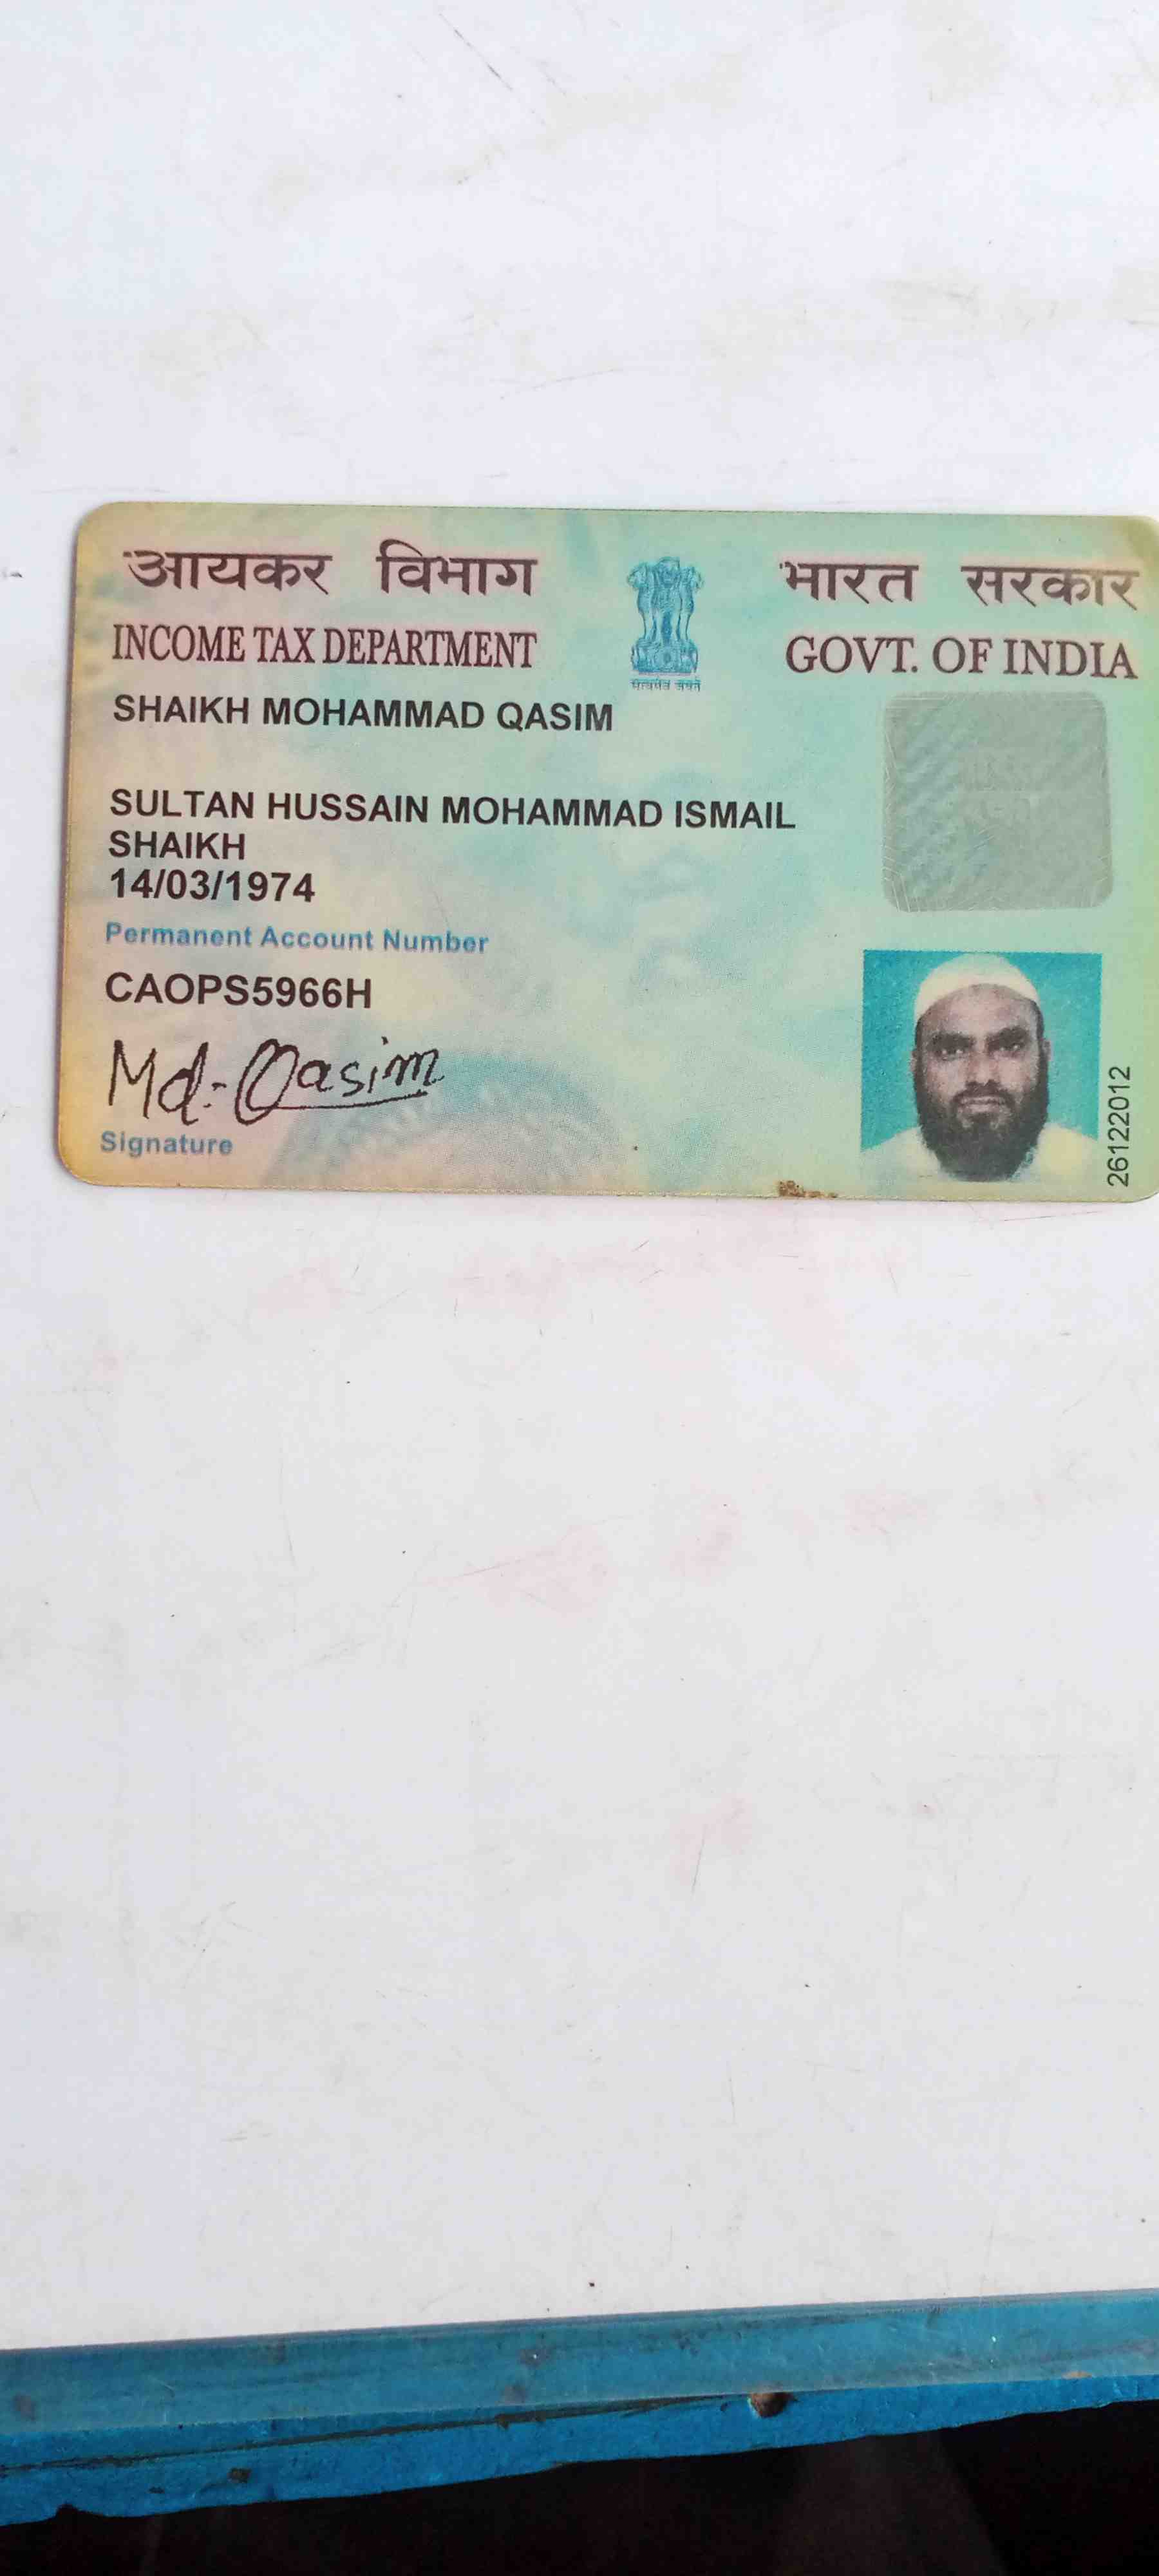 आयकर विभाग
INCOME TAX DEPARTMENT
सत्यमेव जयते
भारत सरकार
GOVT. OF INDIA
SHAIKH MOHAMMAD QASIM
SULTAN HUSSAIN MOHAMMAD ISMAIL
SHAIKH
14/03/1974
Permanent Account Number
CAOPS5966H
Md. Qasim
Signature
26122012